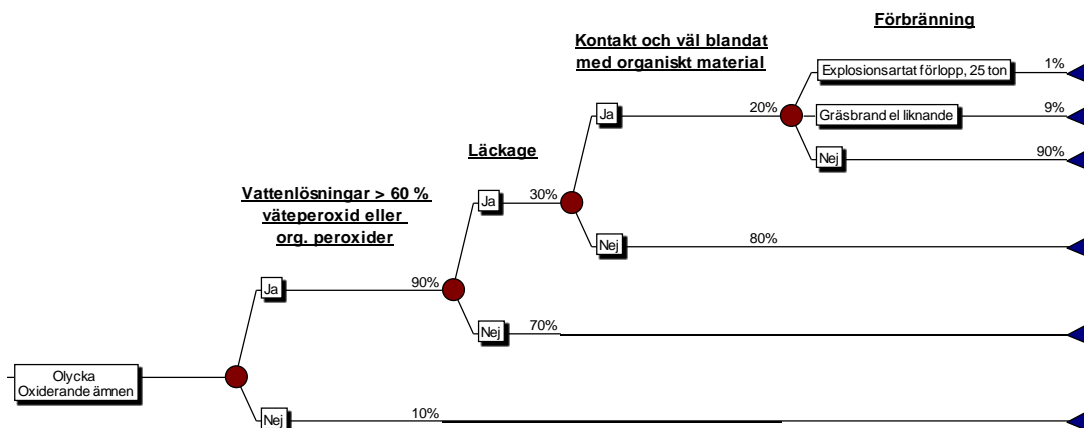 Förbränning
Kontakt och väl blandat
med organiskt material
Explosionsartat förlopp, 25 ton
1%
Ja
20%
Gräsbrand el liknande
9%
Läckage
Nej
90%
Vattenlösningar > 60 %
väteperoxid eller
org. peroxider
Ja
30%
Nej
80%
Ja
90%
Nej
70%
Olycka
Oxiderande ämnen
Nej
10%